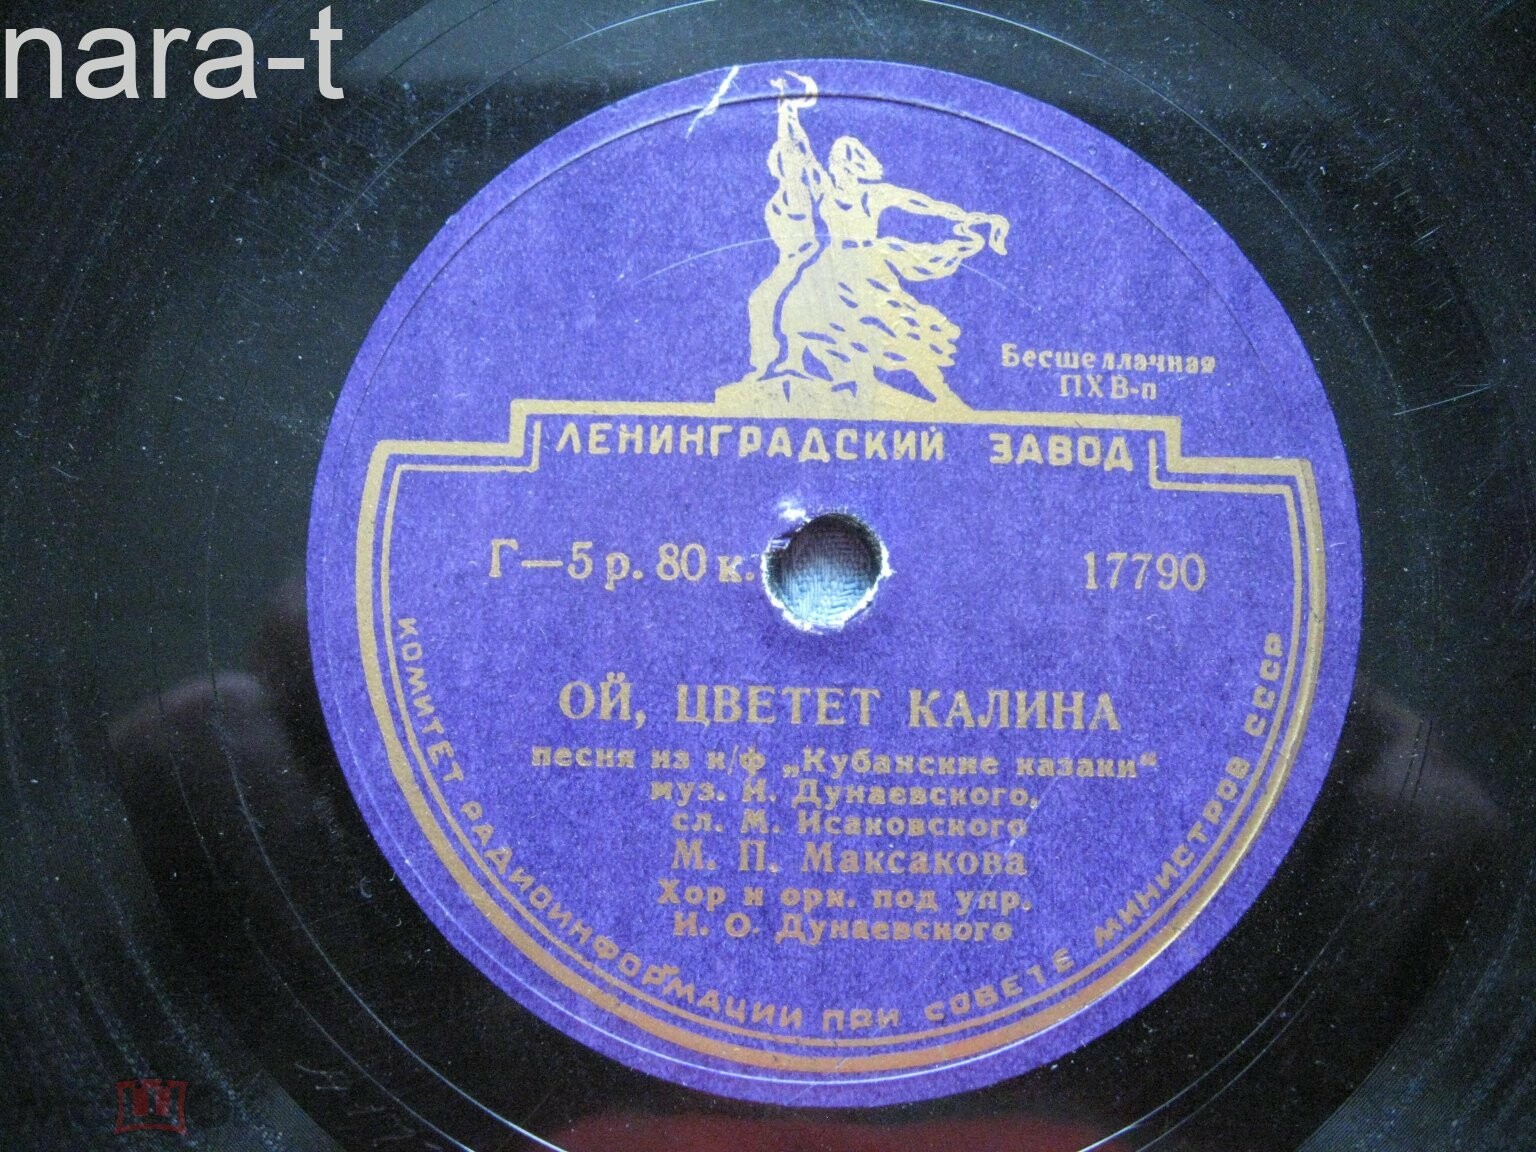 nara-t
Бесшеллачная
ПХВ-п
ЛЕНИНГРАДСКИЙ ЗАВОД
Г—5 р. 80 к.
17790
ОЙ, ЦВЕТЕТ КАЛИНА
песня из к/ф „Кубанские казаки“
муз. И. Дунаевского,
сл. М. Исаковского
М. П. Максакова
Хор и орк. под упр.
И. О. Дунаевского
КОМИТЕТ РАДИОИНФОРМАЦИИ ПРИ СОВЕТЕ МИНИСТРОВ СССР